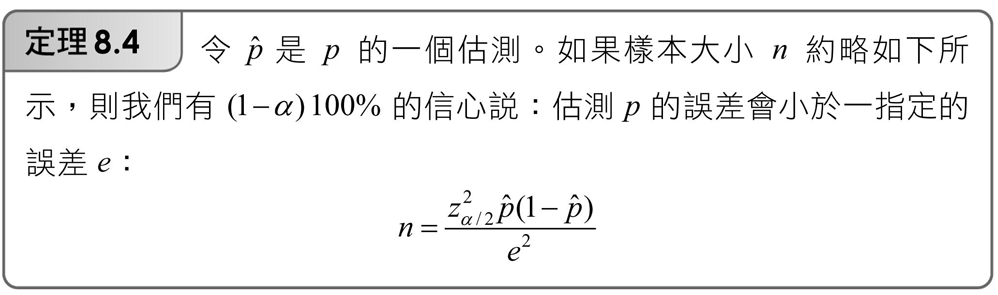 定理8.4 令 p̂ 是 p 的一個估測。如果樣本大小 n 約略如下所
示，則我們有 (1−α)100% 的信心說：估測 p 的誤差會小於一指定的
誤差 e：
n = z²_{α/2} p̂(1−p̂) / e²